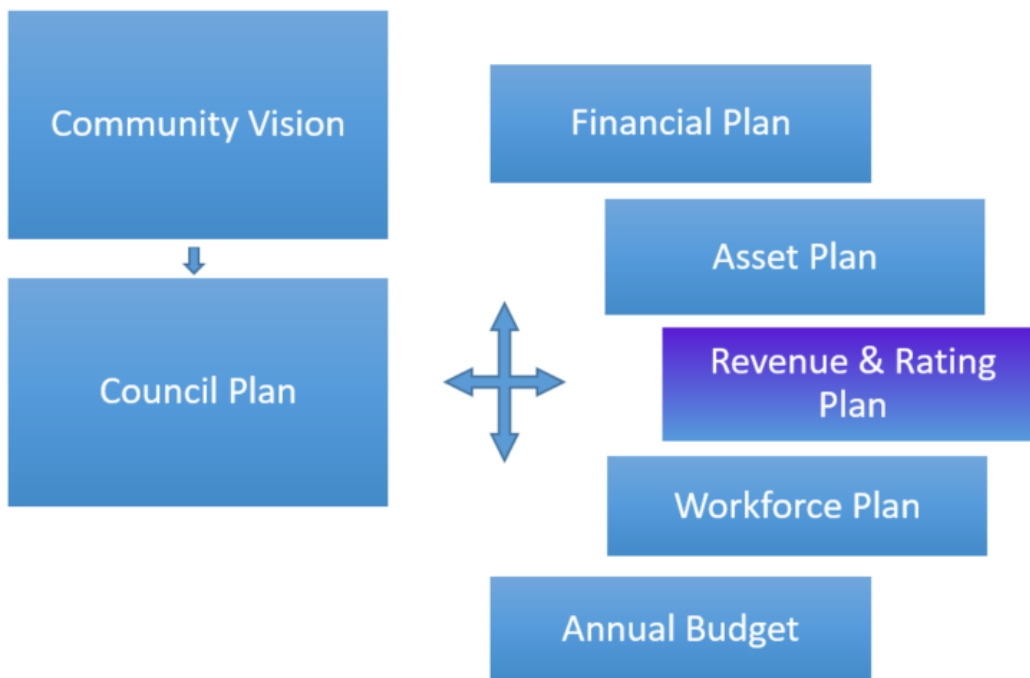 Community Vision
Council Plan
Financial Plan
Asset Plan
Revenue & Rating
Plan
Workforce Plan
Annual Budget